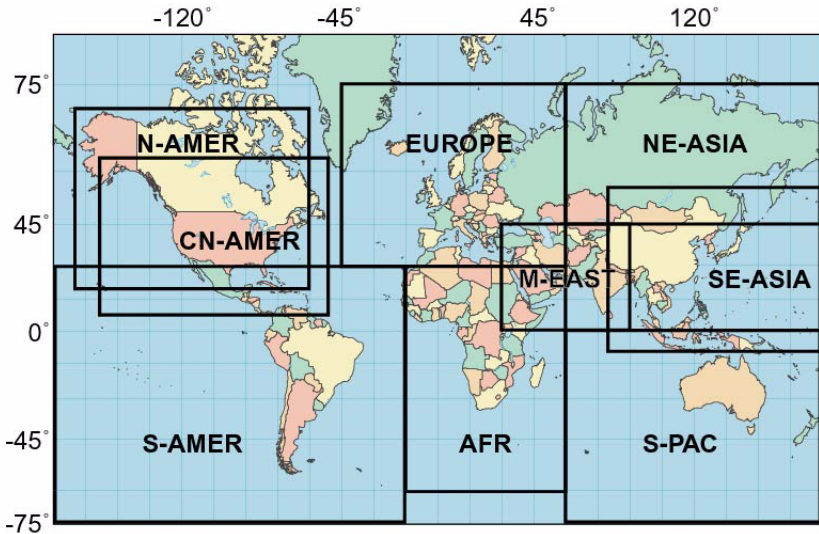 -120° -45° 45° 120°
75°
N-AMER EUROPE NE-ASIA
45°
CN-AMER
M-EAST SE-ASIA
0°
-45° S-AMER AFR S-PAC
-75°